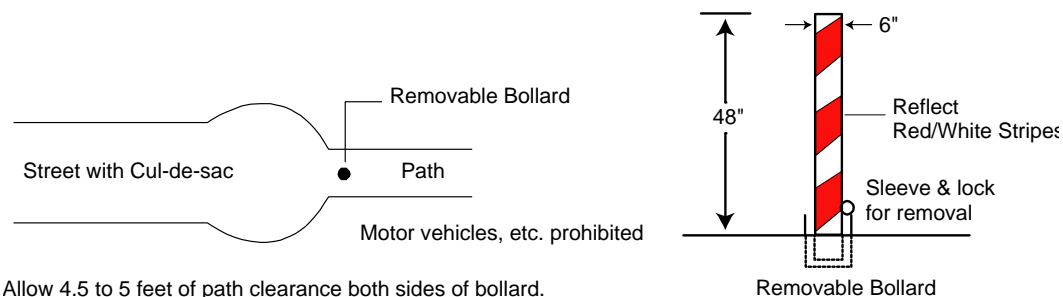 Removable Bollard
Street with Cul-de-sac
Path
Motor vehicles, etc. prohibited
Allow 4.5 to 5 feet of path clearance both sides of bollard.
6"
48"
Reflect
Red/White Stripes
Sleeve & lock
for removal
Removable Bollard